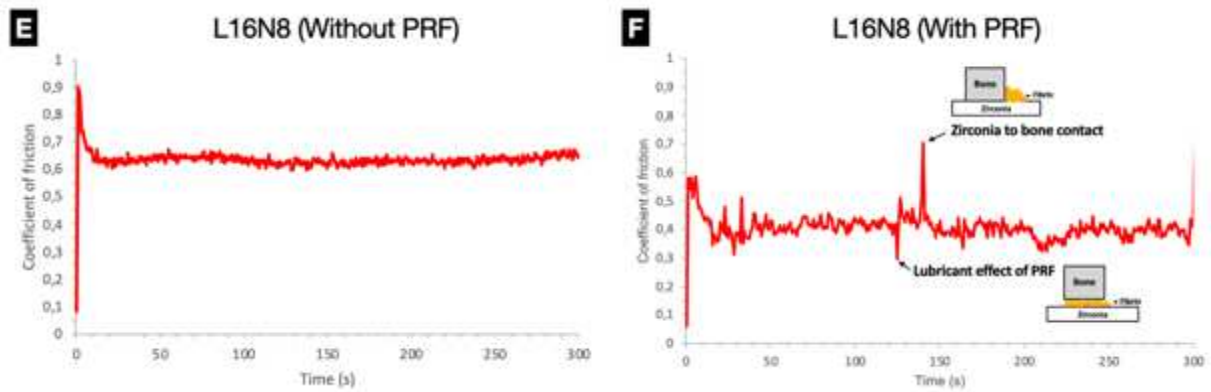 E
L16N8 (Without PRF)
Coefficient of friction
1
0,9
0,8
0,7
0,6
0,5
0,4
0,3
0,2
0,1
0
0 50 100 150 200 250 300
Time (s)
F
L16N8 (With PRF)
Coefficient of friction
1
0,9
0,8
0,7
0,6
0,5
0,4
0,3
0,2
0,1
0
Bone
Fibrin
Zirconia
Zirconia to bone contact
Lubricant effect of PRF
Bone
Fibrin
Zirconia
0 50 100 150 200 250 300
Time (s)